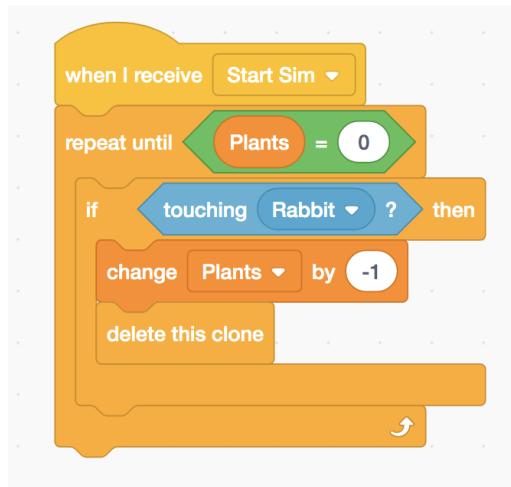 when I receive Start Sim
repeat until Plants = 0
if touching Rabbit ? then
change Plants by -1
delete this clone